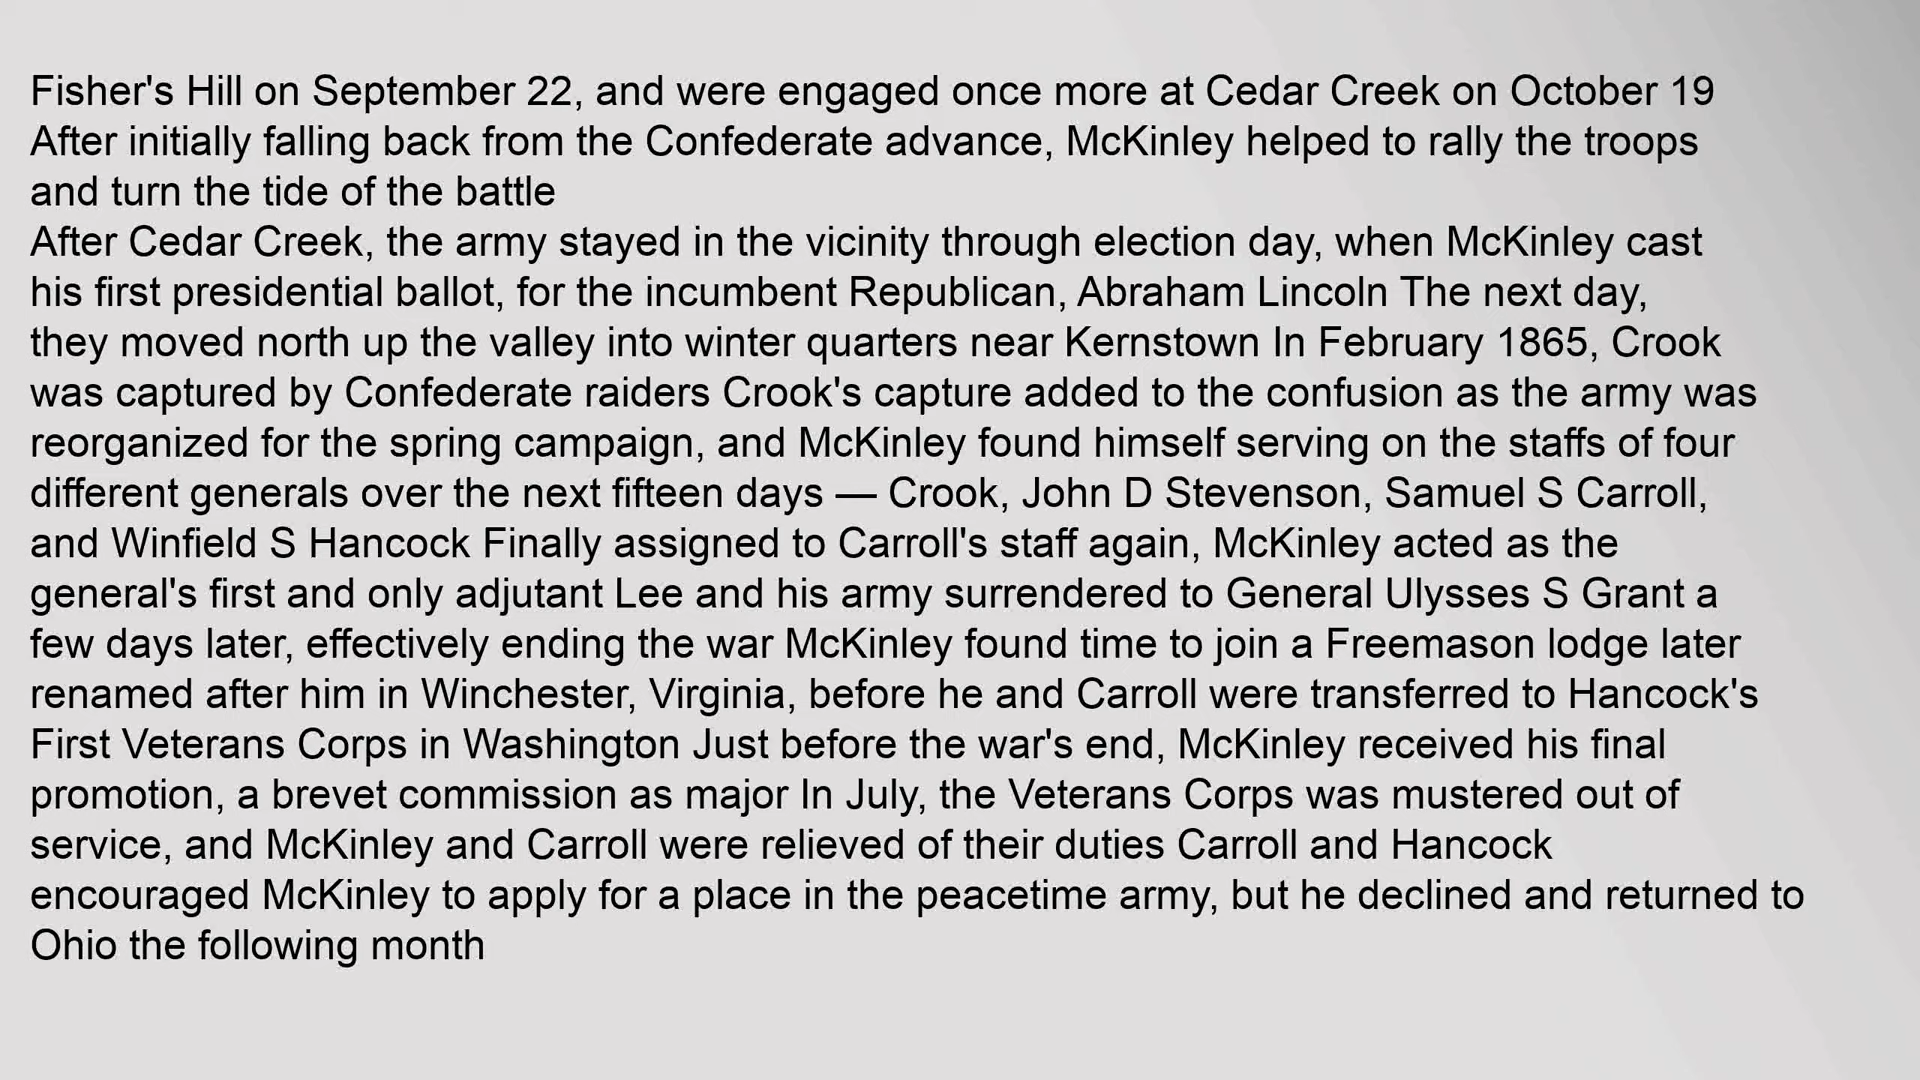 Fisher's Hill on September 22, and were engaged once more at Cedar Creek on October 19
After initially falling back from the Confederate advance, McKinley helped to rally the troops
and turn the tide of the battle
After Cedar Creek, the army stayed in the vicinity through election day, when McKinley cast
his first presidential ballot, for the incumbent Republican, Abraham Lincoln The next day,
they moved north up the valley into winter quarters near Kernstown In February 1865, Crook
was captured by Confederate raiders Crook's capture added to the confusion as the army was
reorganized for the spring campaign, and McKinley found himself serving on the staffs of four
different generals over the next fifteen days — Crook, John D Stevenson, Samuel S Carroll,
and Winfield S Hancock Finally assigned to Carroll's staff again, McKinley acted as the
general's first and only adjutant Lee and his army surrendered to General Ulysses S Grant a
few days later, effectively ending the war McKinley found time to join a Freemason lodge later
renamed after him in Winchester, Virginia, before he and Carroll were transferred to Hancock's
First Veterans Corps in Washington Just before the war's end, McKinley received his final
promotion, a brevet commission as major In July, the Veterans Corps was mustered out of
service, and McKinley and Carroll were relieved of their duties Carroll and Hancock
encouraged McKinley to apply for a place in the peacetime army, but he declined and returned to
Ohio the following month